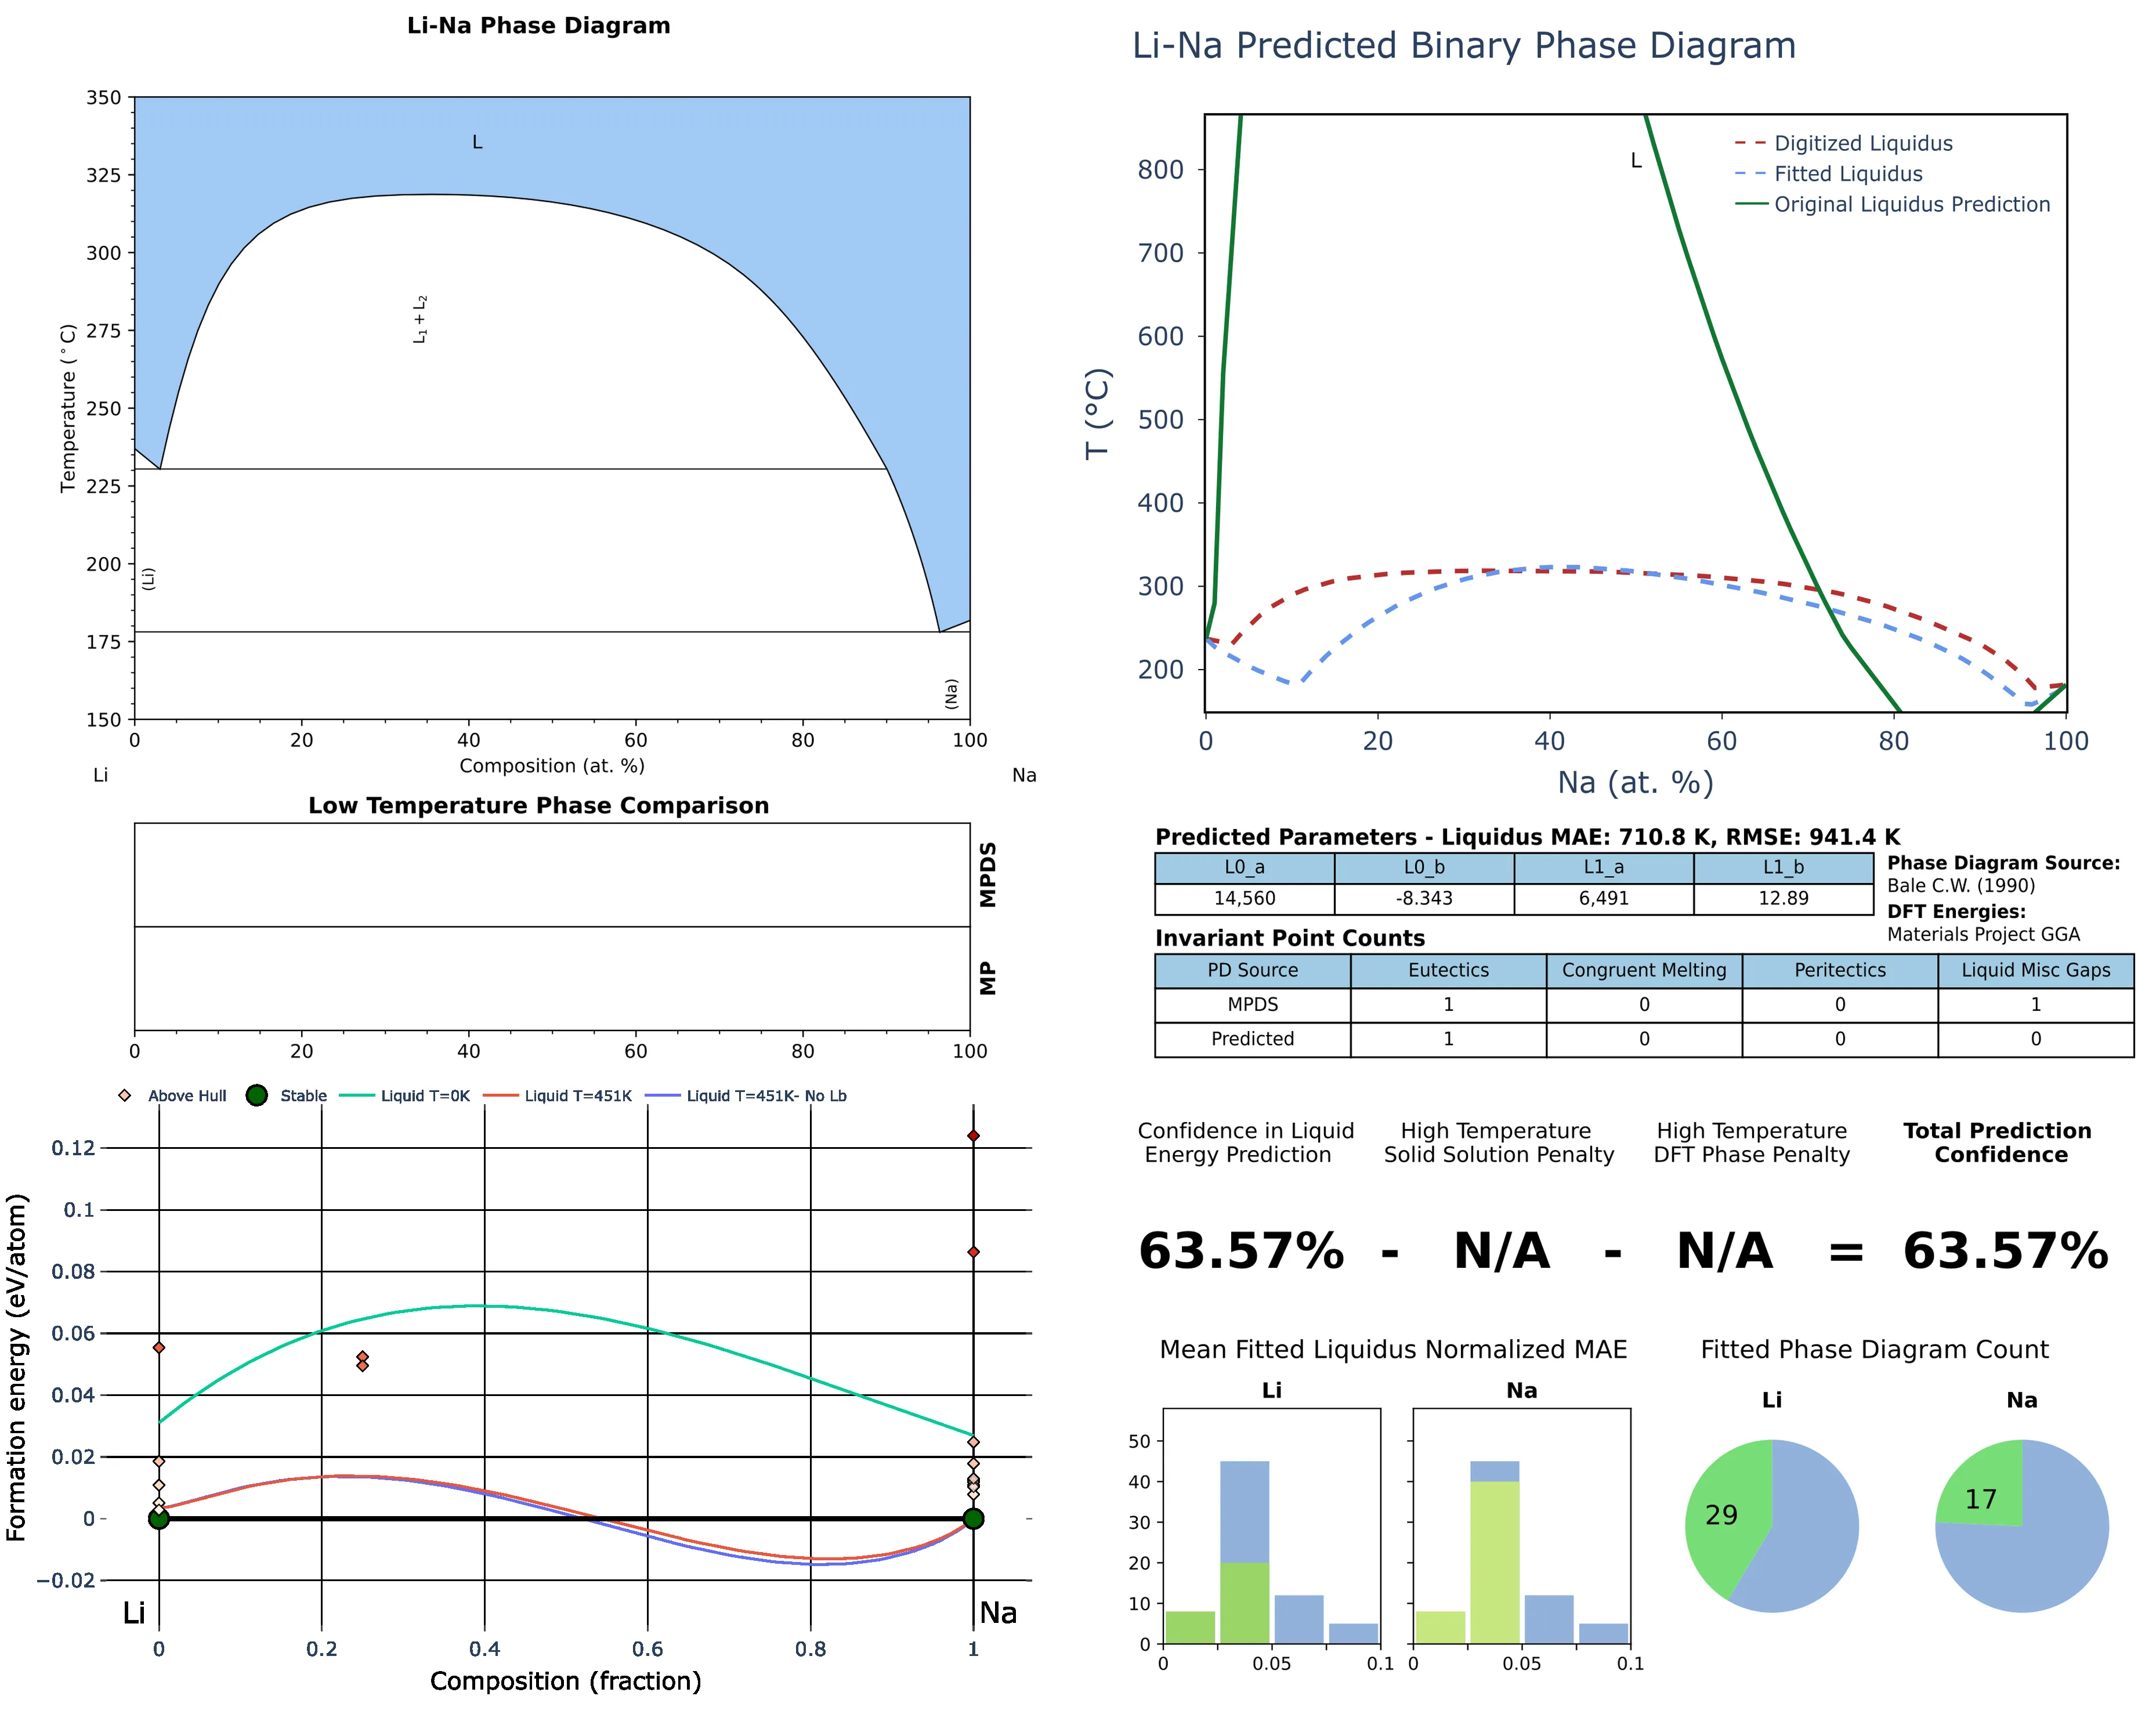 Li-Na Phase Diagram
350
325
300
275
250
225
200
175
150
Temperature (°C)
L
L1 + L2
(Li)
(Na)
0 20 40 60 80 100
Composition (at. %)
Li Na
Low Temperature Phase Comparison
MPDS
MP
0 20 40 60 80 100
Above Hull Stable Liquid T=0K Liquid T=451K Liquid T=451K- No Lb
0.12
0.1
0.08
0.06
0.04
0.02
0
−0.02
Formation energy (eV/atom)
Li Na
0 0.2 0.4 0.6 0.8 1
Composition (fraction)
Li-Na Predicted Binary Phase Diagram
Digitized Liquidus
Fitted Liquidus
Original Liquidus Prediction
L
800
700
600
500
400
300
200
T (°C)
0 20 40 60 80 100
Na (at. %)
Predicted Parameters - Liquidus MAE: 710.8 K, RMSE: 941.4 K
L0_a L0_b L1_a L1_b
14,560 -8.343 6,491 12.89
Phase Diagram Source:
Bale C.W. (1990)
DFT Energies:
Materials Project GGA
Invariant Point Counts
PD Source Eutectics Congruent Melting Peritectics Liquid Misc Gaps
MPDS 1 0 0 1
Predicted 1 0 0 0
Confidence in Liquid
Energy Prediction
High Temperature
Solid Solution Penalty
High Temperature
DFT Phase Penalty
Total Prediction
Confidence
63.57% - N/A - N/A = 63.57%
Mean Fitted Liquidus Normalized MAE
Li Na
50
40
30
20
10
0
0 0.05 0.1 0 0.05 0.1
Fitted Phase Diagram Count
Li Na
29 17